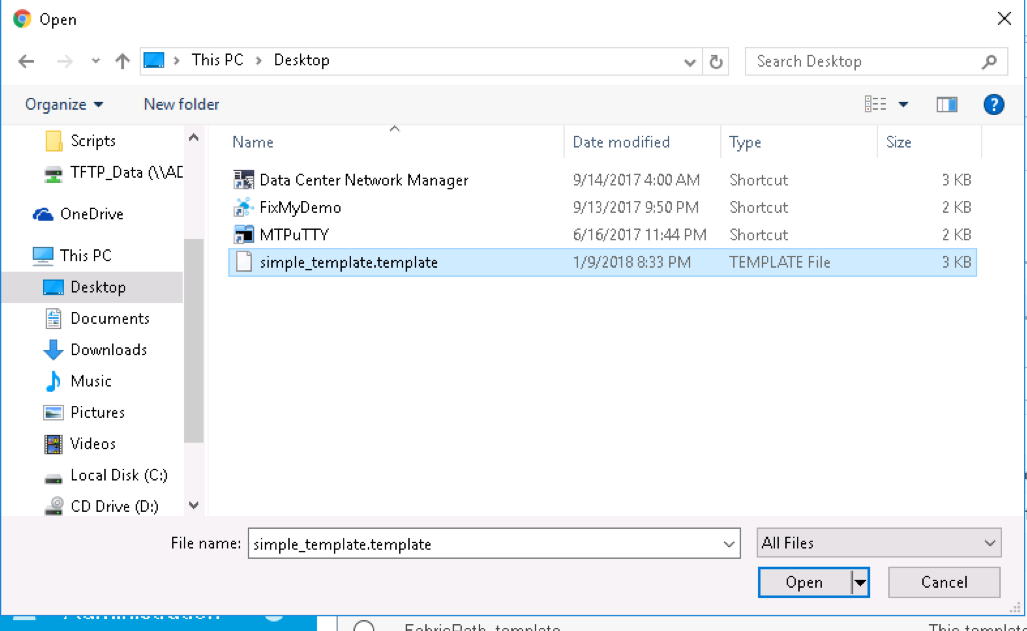 Open
This PC > Desktop
Search Desktop
Organize
New folder
Name Date modified Type Size
Scripts
TFTP_Data (\\AD
OneDrive
This PC
Desktop
Documents
Downloads
Music
Pictures
Videos
Local Disk (C:)
CD Drive (D:)
Data Center Network Manager 9/14/2017 4:00 AM Shortcut 3 KB
FixMyDemo 9/13/2017 9:50 PM Shortcut 2 KB
MTPuTTY 6/16/2017 11:44 PM Shortcut 2 KB
simple_template.template 1/9/2018 8:33 PM TEMPLATE File 3 KB
File name: simple_template.template All Files
Open Cancel
Administration
FabricPath_template This template